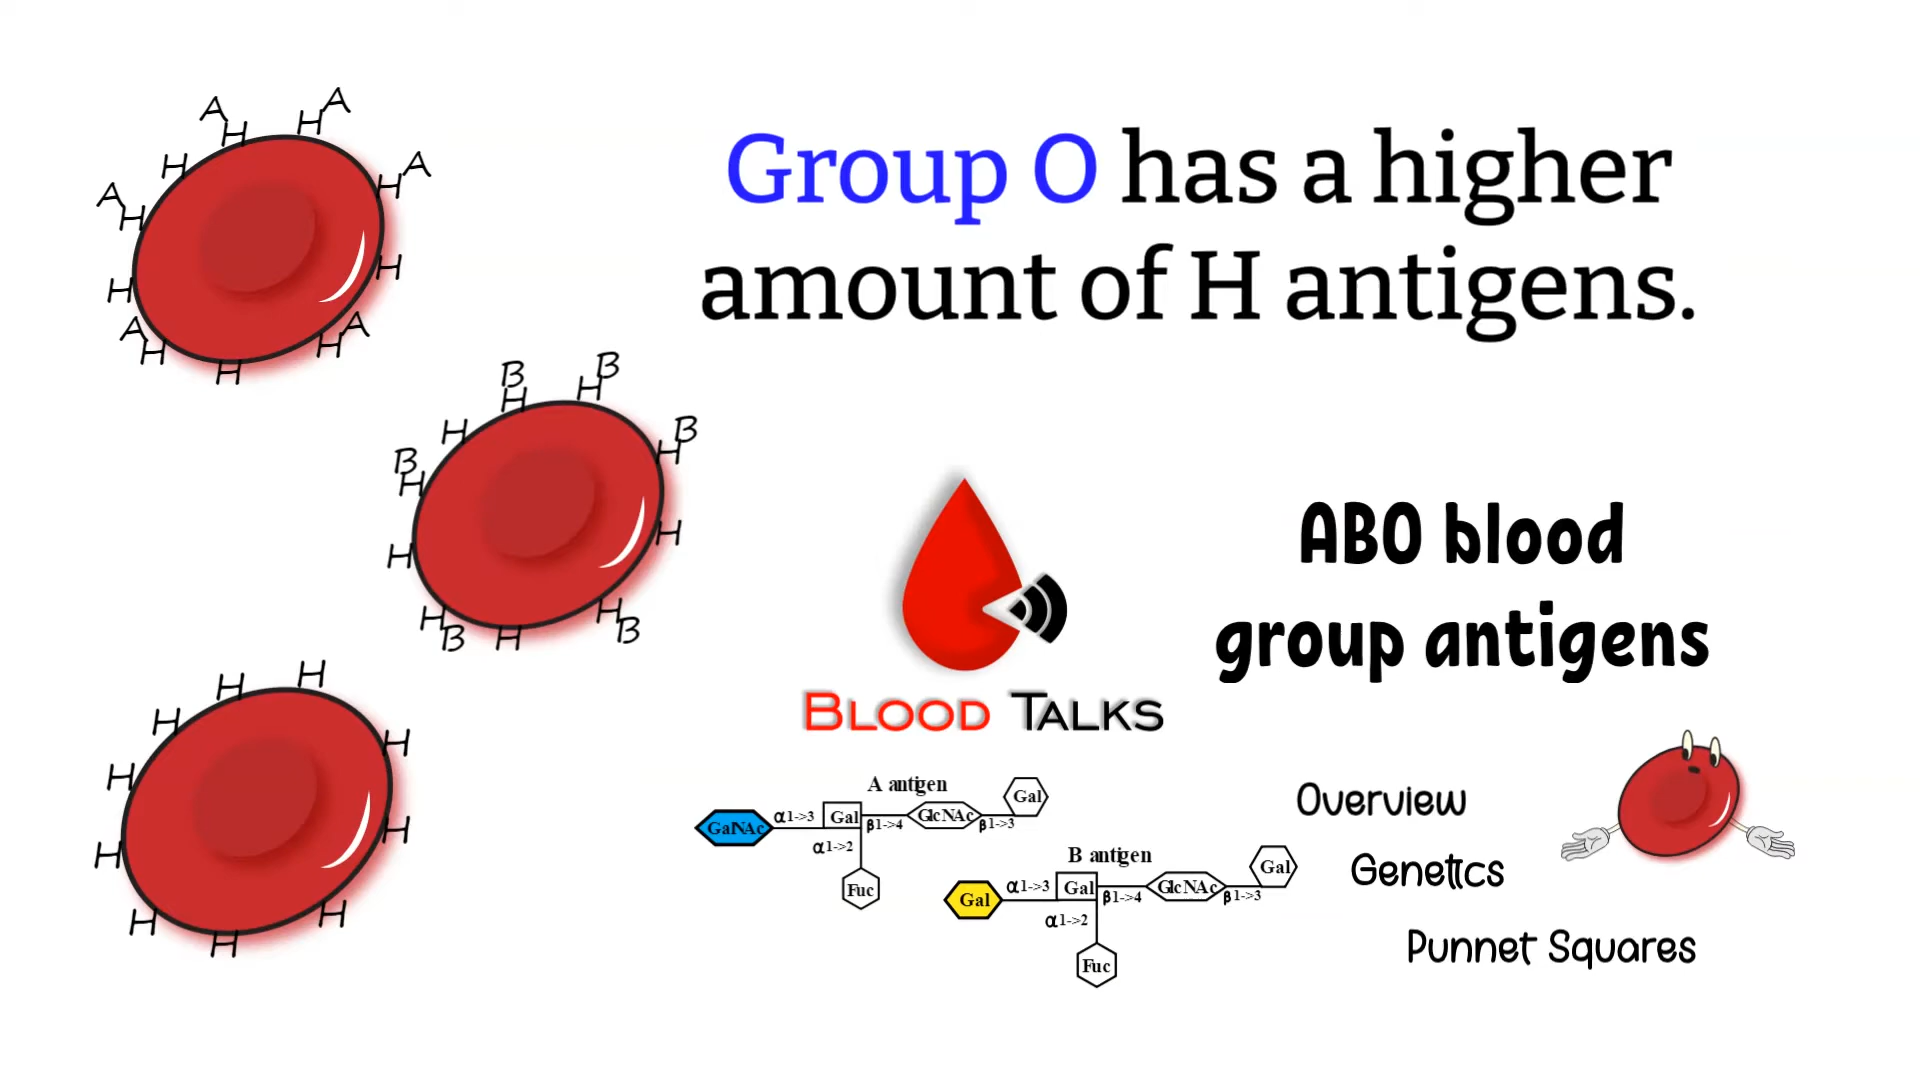 Group O has a higher
amount of H antigens.
A
A
H
H
H
A
H
A
H
H
H
A
A
H
H
H
B
B
H
H
H
B
H
B
H
H
H
H
B
H
B
H
H
H
H
H
H
H
H
H
H
H
BLOOD TALKS
ABO blood
group antigens
A antigen
GaNAc α1->3 Gal β1->4 GlcNAc β1->3 Gal
α1->2
Fuc
B antigen
Gal α1->3 Gal β1->4 GlcNAc β1->3 Gal
α1->2
Fuc
Overview
Genetics
Punnet Squares